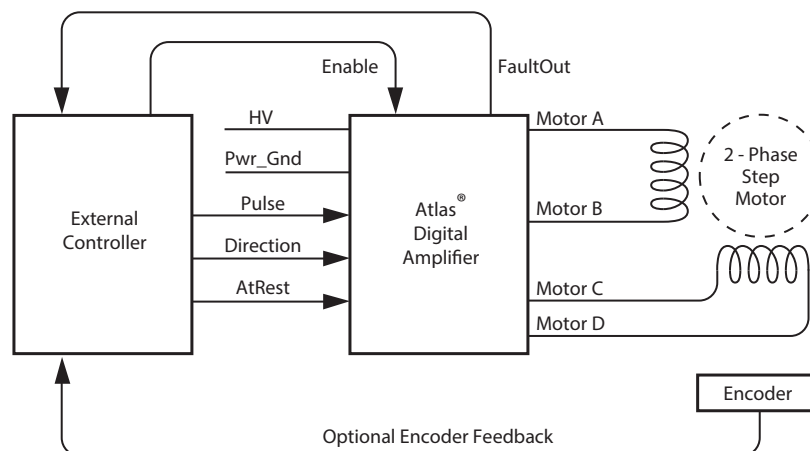 Enable
FaultOut
HV
Motor A
Pwr_Gnd
2 - Phase
Step
Motor
Pulse
Atlas®
Digital
Amplifier
Motor B
External
Controller
Direction
AtRest
Motor C
Motor D
Encoder
Optional Encoder Feedback